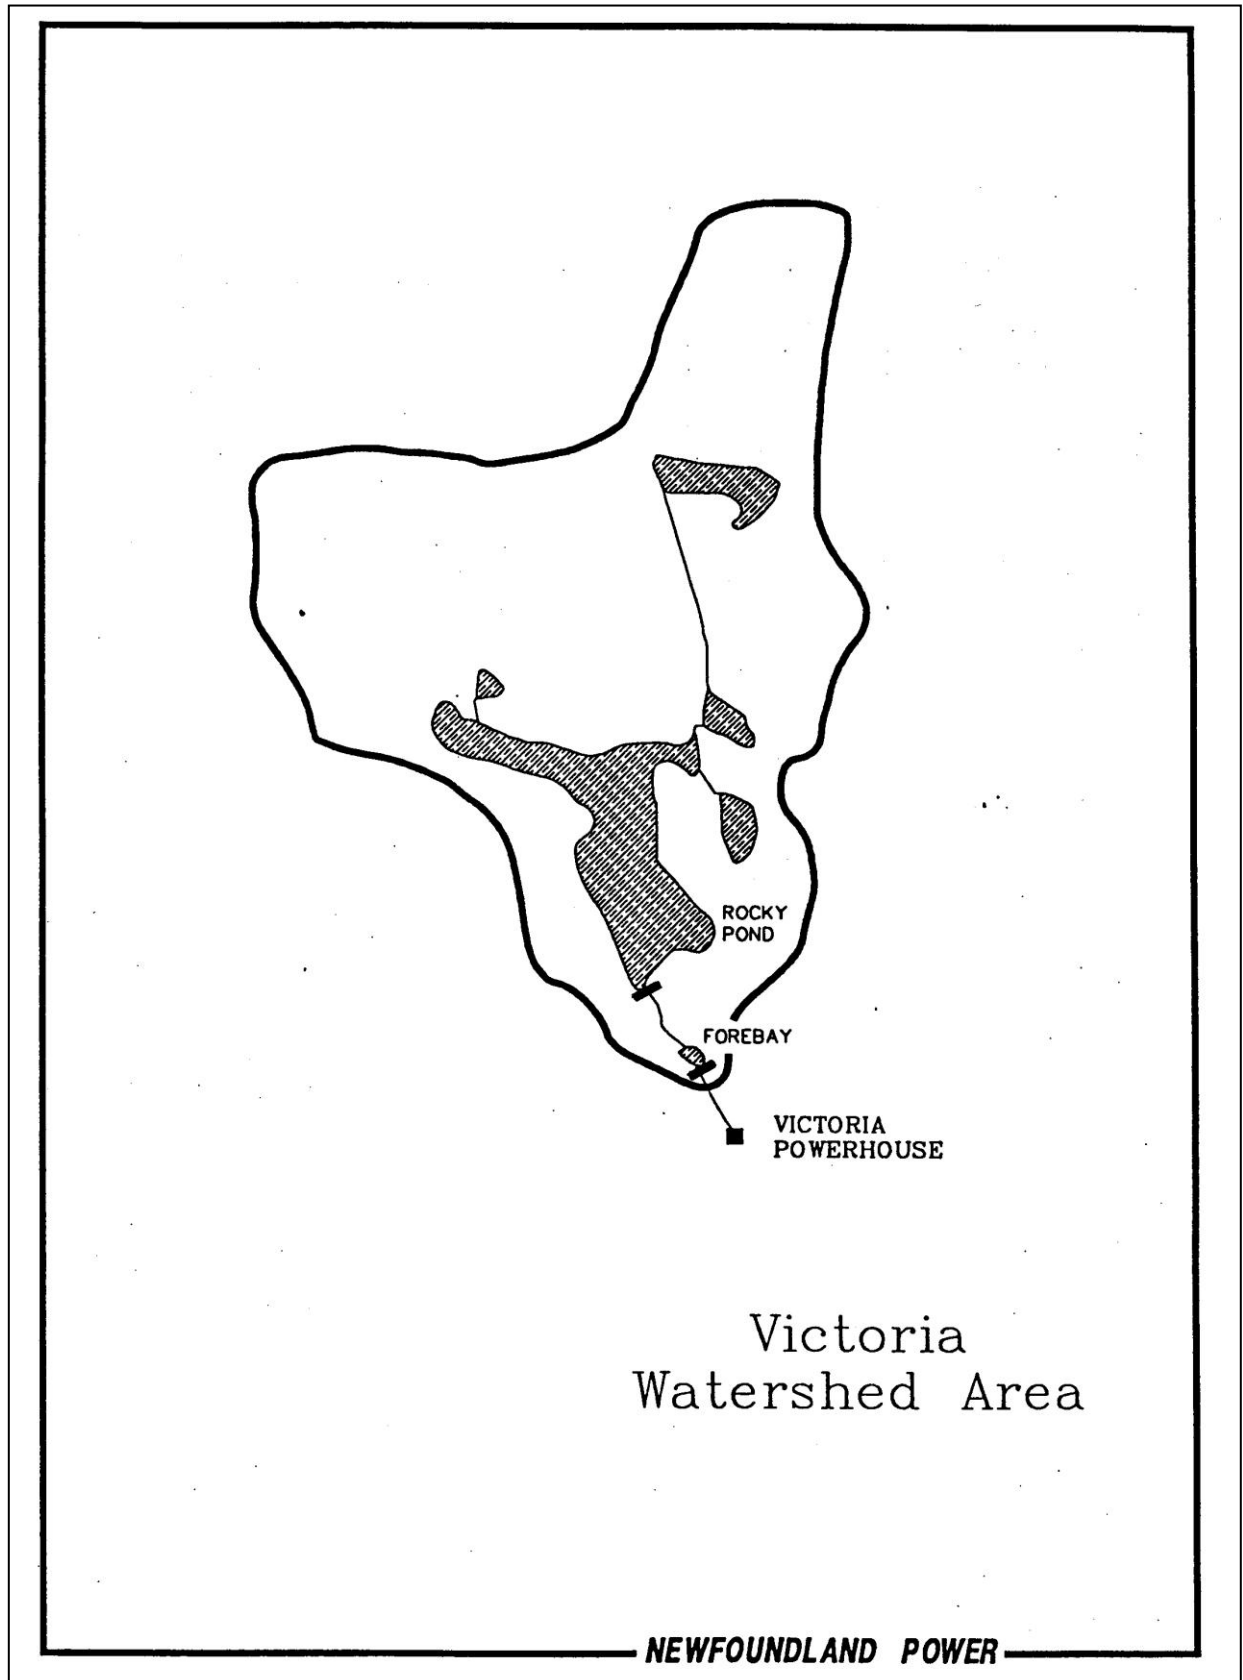 ROCKY
POND
FOREBAY
VICTORIA
POWERHOUSE
Victoria
Watershed Area
NEWFOUNDLAND POWER